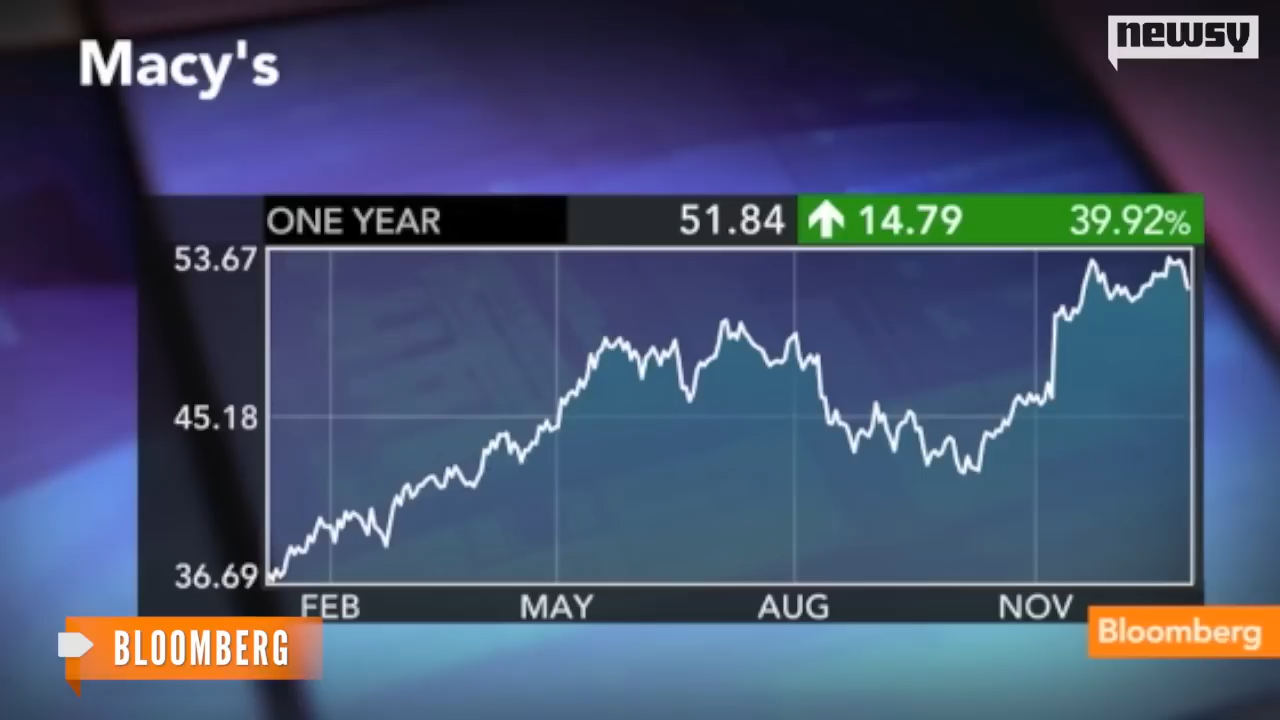 Macy's
newsy
ONE YEAR 51.84 14.79 39.92%
53.67
45.18
36.69
FEB MAY AUG NOV
BLOOMBERG
Bloomberg